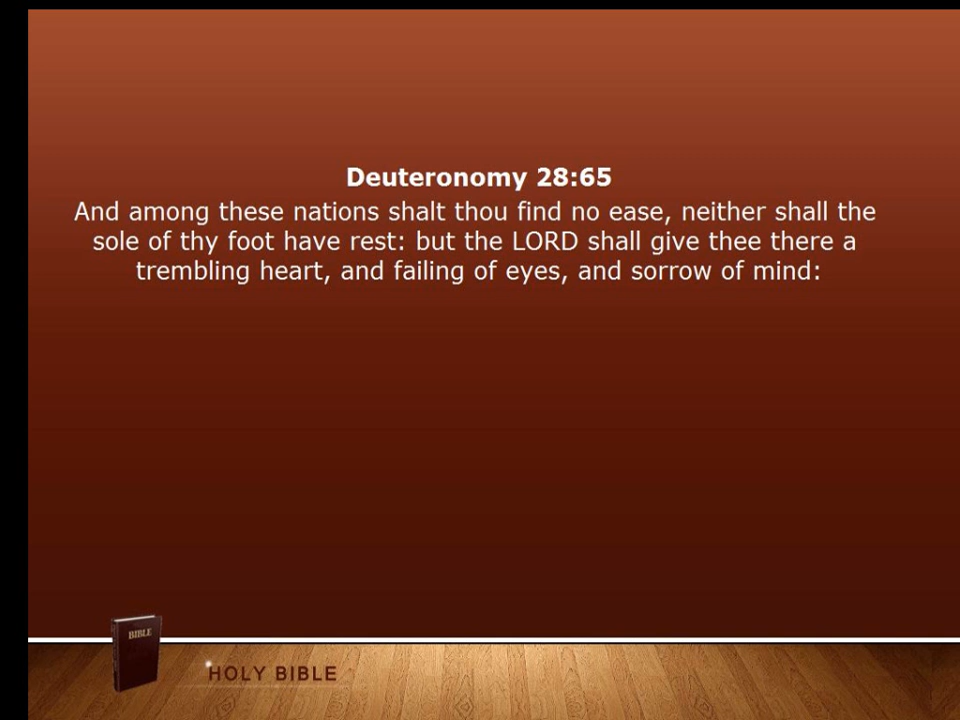 Deuteronomy 28:65
And among these nations shalt thou find no ease, neither shall the
sole of thy foot have rest: but the LORD shall give thee there a
trembling heart, and failing of eyes, and sorrow of mind:
BIBLE
HOLY BIBLE